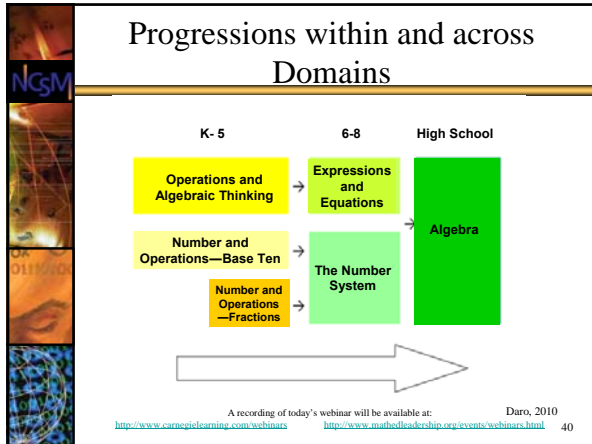 Progressions within and across
Domains
NCSM
K- 5
6-8
High School
Operations and
Algebraic Thinking
→
Expressions
and
Equations
→
Algebra
Number and
Operations—Base Ten
→
The Number
System
Number and
Operations
—Fractions
→
A recording of today's webinar will be available at:
Daro, 2010
http://www.carnegielearning.com/webinars
http://www.mathedleadership.org/events/webinars.html
40